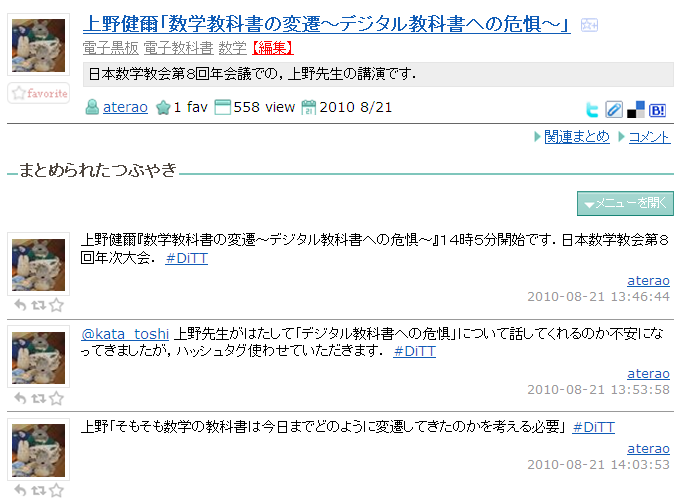 上野健爾「数学教科書の変遷～デジタル教科書への危惧～」
電子黒板 電子教科書 数学 【編集】
日本数学教会第８回年会議での，上野先生の講演です．
favorite
aterao 1 fav 558 view 2010 8/21
B!
関連まとめ コメント
まとめられたつぶやき
メニューを開く
上野健爾『数学教科書の変遷～デジタル教科書への危惧～』１４時５分開始です．日本数学教会第８
回年次大会． #DiTT
aterao
2010-08-21 13:46:44
@kata_toshi 上野先生がはたして「デジタル教科書への危惧」について話してくれるのか不安にな
ってきましたが，ハッシュタグ使わせていただきます． #DiTT
aterao
2010-08-21 13:53:58
上野「そもそも数学の教科書は今日までどのように変遷してきたのかを考える必要」 #DiTT
aterao
2010-08-21 14:03:53